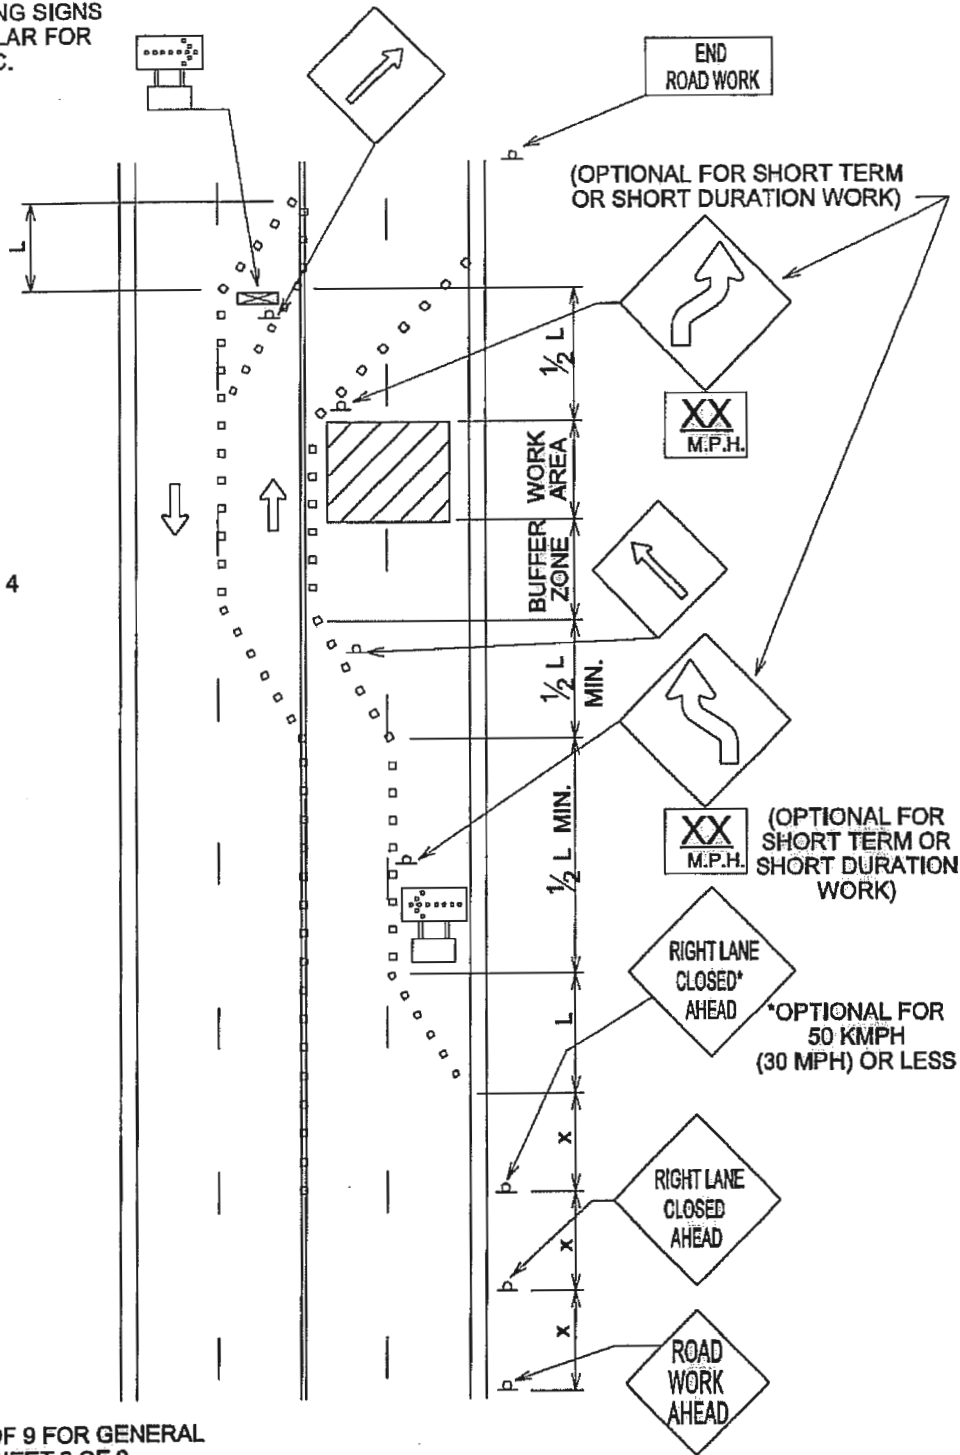 NG SIGNS
LAR FOR
C.
END
ROAD WORK
(OPTIONAL FOR SHORT TERM
OR SHORT DURATION WORK)
L
1/2 L
XX
M.P.H.
WORK
AREA
BUFFER
ZONE
4
1/2 L
MIN.
1/2 L MIN.
XX
M.P.H.
(OPTIONAL FOR
SHORT TERM OR
SHORT DURATION
WORK)
RIGHT LANE
CLOSED*
AHEAD
*OPTIONAL FOR
50 KMPH
(30 MPH) OR LESS
L
X
RIGHT LANE
CLOSED
AHEAD
X
X
ROAD
WORK
AHEAD
OF 9 FOR GENERAL